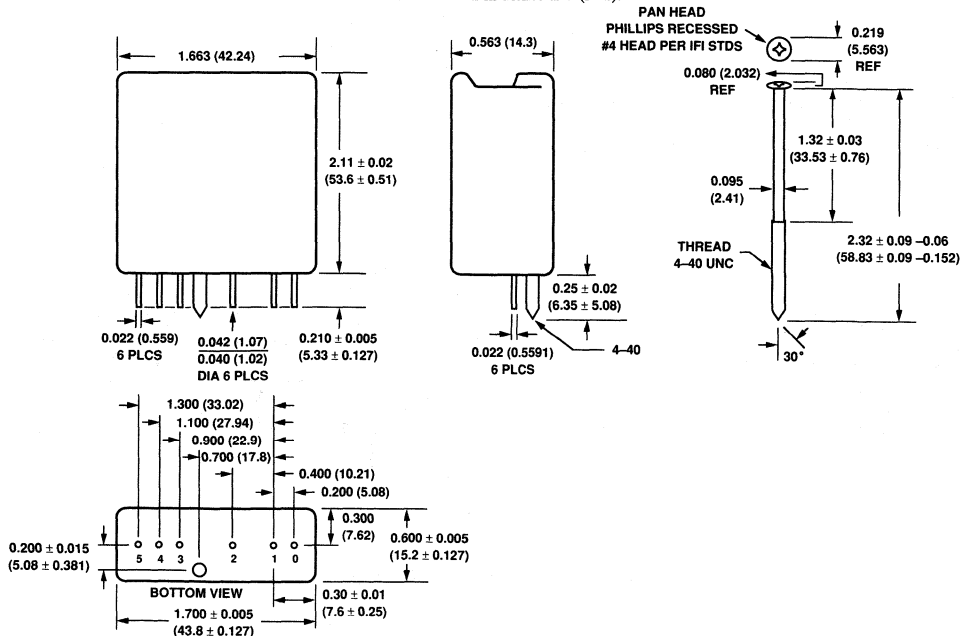 PAN HEAD
PHILLIPS RECESSED
#4 HEAD PER IFI STDS
0.219
(5.563)
REF
0.080 (2.032)
REF
1.663 (42.24)
0.563 (14.3)
2.11 ± 0.02
(53.6 ± 0.51)
1.32 ± 0.03
(33.53 ± 0.76)
0.095
(2.41)
THREAD
4–40 UNC
2.32 ± 0.09 –0.06
(58.83 ± 0.09 –0.152)
30°
0.022 (0.559)
6 PLCS
0.042 (1.07)
0.040 (1.02)
DIA 6 PLCS
0.210 ± 0.005
(5.33 ± 0.127)
0.25 ± 0.02
(6.35 ± 5.08)
0.022 (0.5591)
6 PLCS
4–40
1.300 (33.02)
1.100 (27.94)
0.900 (22.9)
0.700 (17.8)
0.400 (10.21)
0.200 (5.08)
0.300
(7.62)
0.600 ± 0.005
(15.2 ± 0.127)
0.200 ± 0.015
(5.08 ± 0.381)
5 4 3 2 1 0
BOTTOM VIEW
0.30 ± 0.01
(7.6 ± 0.25)
1.700 ± 0.005
(43.8 ± 0.127)